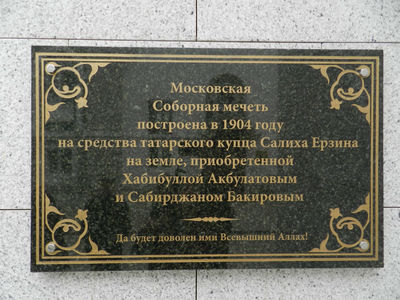 Московская
Соборная мечеть
построена в 1904 году
на средства татарского купца Салиха Ерзина
на земле, приобретенной
Хабибуллой Акбулатовым
и Сабирджаном Бакировым
Да будет доволен ими Всевышний Аллах!